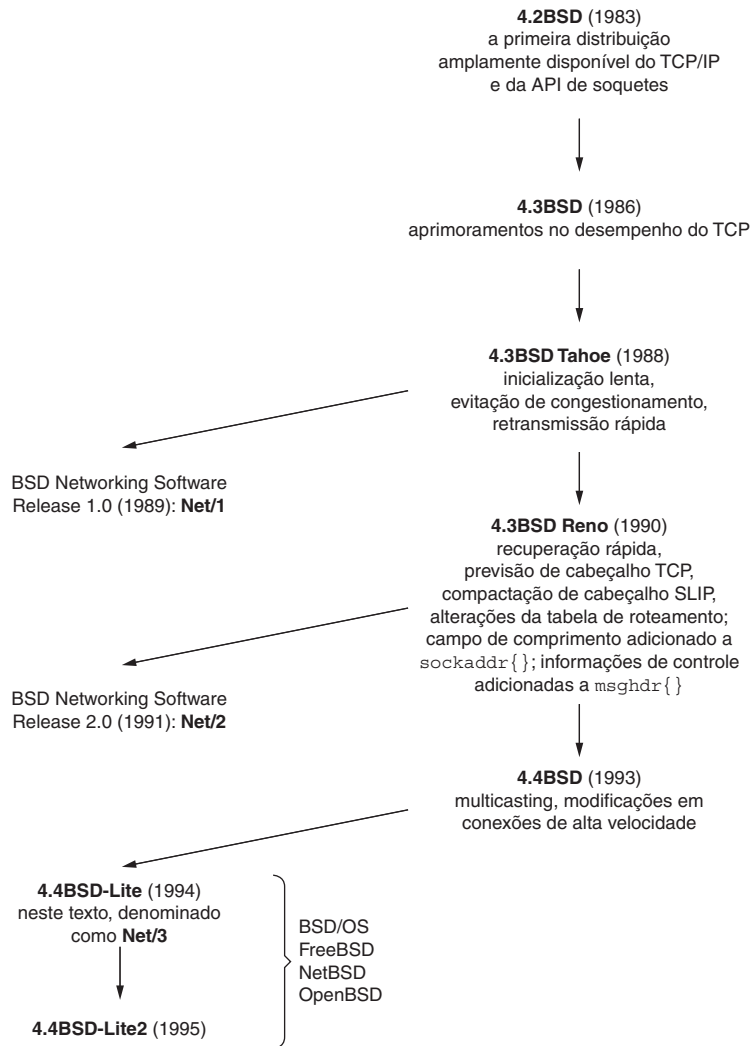 4.2BSD (1983)
a primeira distribuição
amplamente disponível do TCP/IP
e da API de soquetes
4.3BSD (1986)
aprimoramentos no desempenho do TCP
4.3BSD Tahoe (1988)
inicialização lenta,
evitação de congestionamento,
retransmissão rápida
BSD Networking Software
Release 1.0 (1989): Net/1
4.3BSD Reno (1990)
recuperação rápida,
previsão de cabeçalho TCP,
compactação de cabeçalho SLIP,
alterações da tabela de roteamento;
campo de comprimento adicionado a
sockaddr{}; informações de controle
adicionadas a msghdr{}
BSD Networking Software
Release 2.0 (1991): Net/2
4.4BSD (1993)
multicasting, modificações em
conexões de alta velocidade
4.4BSD-Lite (1994)
neste texto, denominado
como Net/3
4.4BSD-Lite2 (1995)
BSD/OS
FreeBSD
NetBSD
OpenBSD